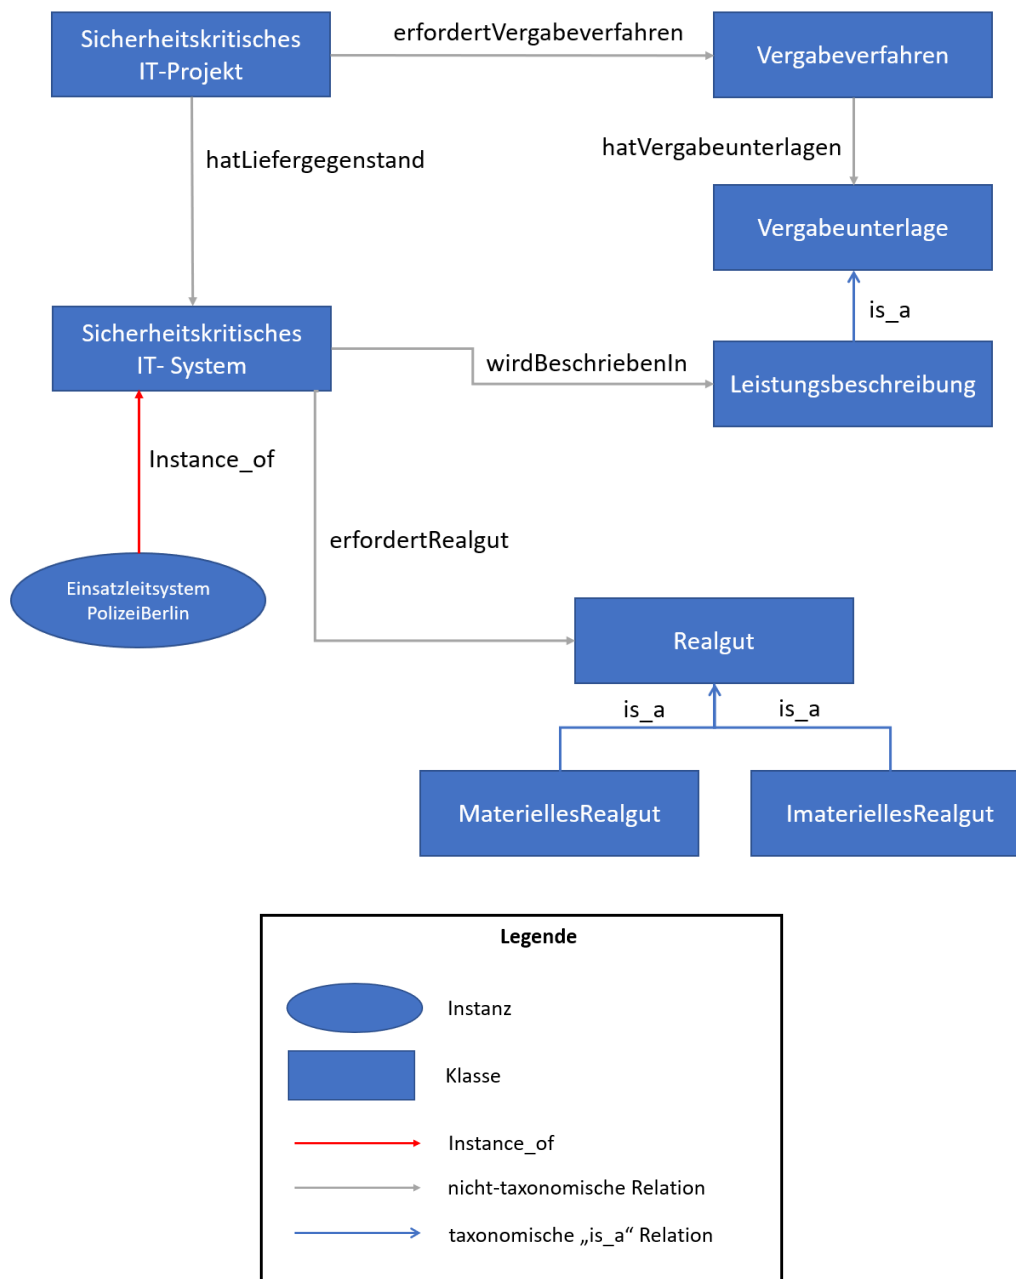 Sicherheitskritisches
IT-Projekt
erfordertVergabeverfahren
Vergabeverfahren
hatLiefergegenstand
hatVergabeunterlagen
Vergabeunterlage
is_a
Sicherheitskritisches
IT- System
wirdBeschriebenIn
Leistungsbeschreibung
Instance_of
erfordertRealgut
Einsatzleitsystem
PolizeiBerlin
Realgut
is_a
is_a
MateriellesRealgut
ImateriellesRealgut
Legende
Instanz
Klasse
Instance_of
nicht-taxonomische Relation
taxonomische „is_a“ Relation